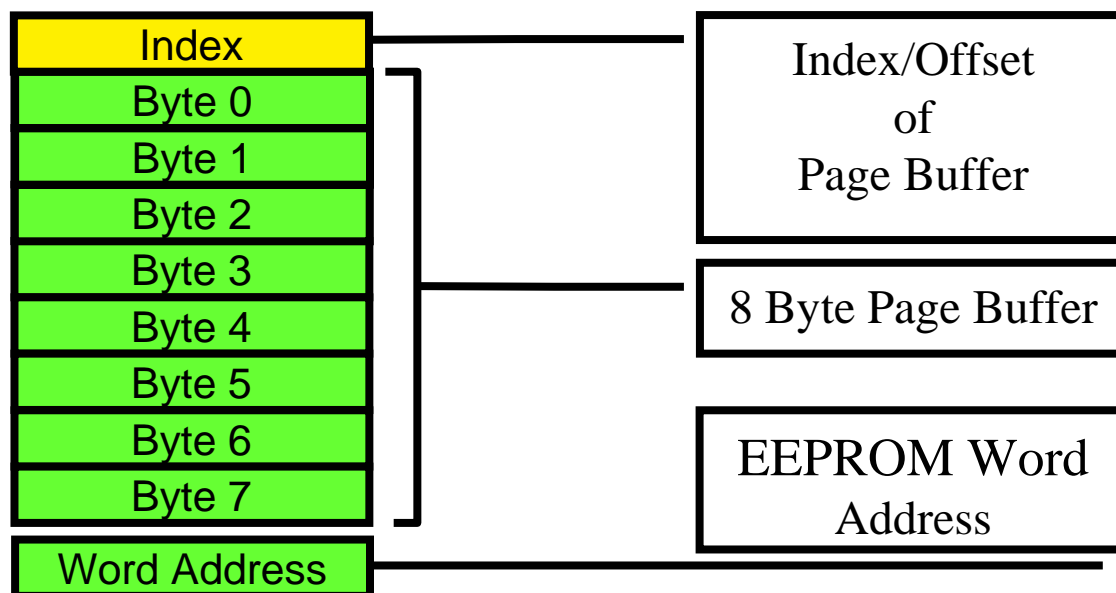 Index
Byte 0
Byte 1
Byte 2
Byte 3
Byte 4
Byte 5
Byte 6
Byte 7
Word Address
Index/Offset
of
Page Buffer
8 Byte Page Buffer
EEPROM Word
Address